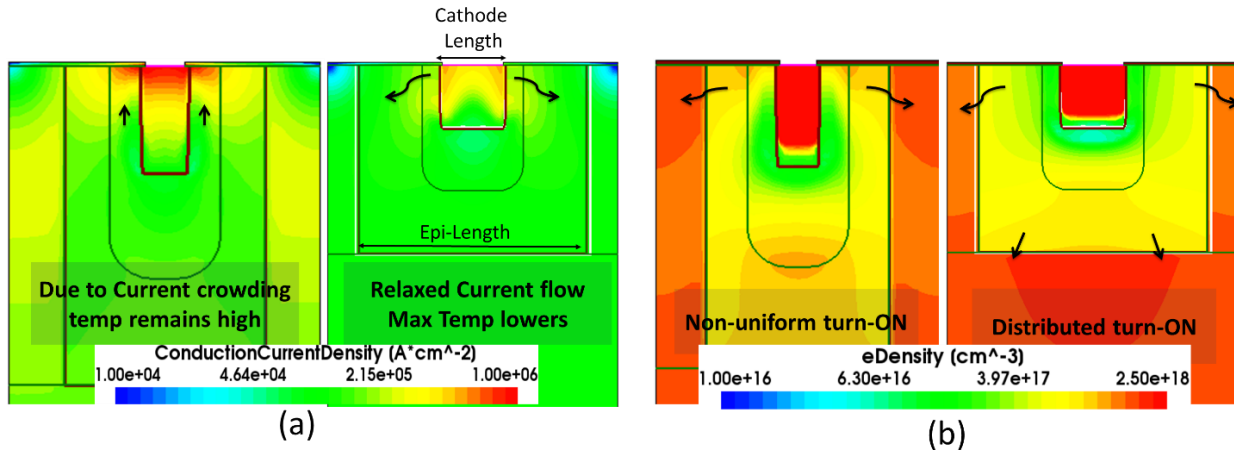 Cathode
Length
Epi-Length
Due to Current crowding
temp remains high
Relaxed Current flow
Max Temp lowers
ConductionCurrentDensity (A*cm^-2)
1.00e+04 4.64e+04 2.15e+05 1.00e+06
(a)
Non-uniform turn-ON
Distributed turn-ON
eDensity (cm^-3)
1.00e+16 6.30e+16 3.97e+17 2.50e+18
(b)